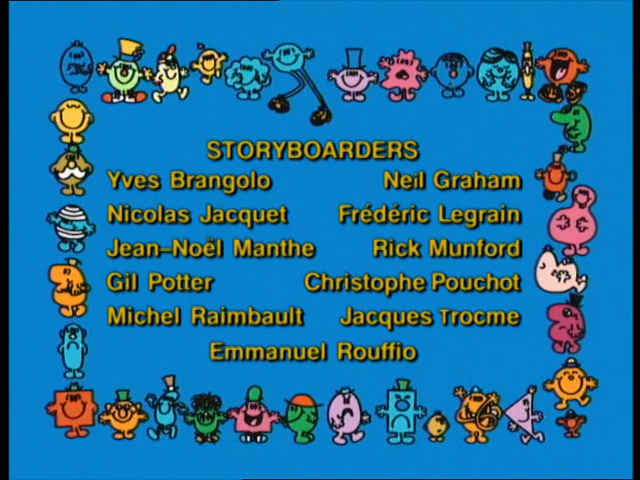 STORYBOARDERS
Yves Brangolo Neil Graham
Nicolas Jacquet Frédéric Legrain
Jean-Noël Manthe Rick Munford
Gil Potter Christophe Pouchot
Michel Raimbault Jacques Trocme
Emmanuel Rouffio